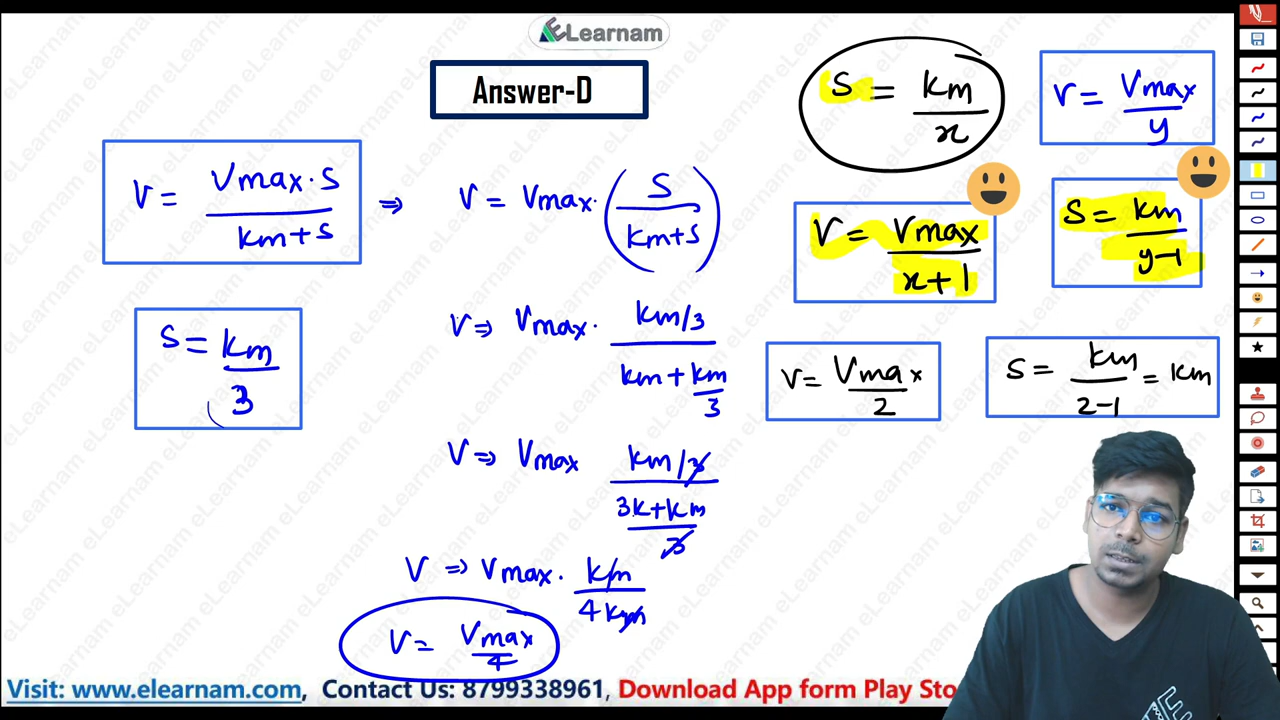 eLearnam
Answer-D
V = Vmax·S / km+S
⇒ V = Vmax·(S / km+S)
S = km / 3
V ⇒ Vmax· km/3 / km + km/3
V ⇒ Vmax km/3 / 3k+km / 3
V ⇒ Vmax· km / 4km
V = Vmax / 4
S = km / x
V = Vmax / y
V = Vmax / x+1
S = km / y-1
V = Vmax / 2
S = km / 2-1 = km
Visit: www.elearnam.com, Contact Us: 8799338961, Download App form Play Sto